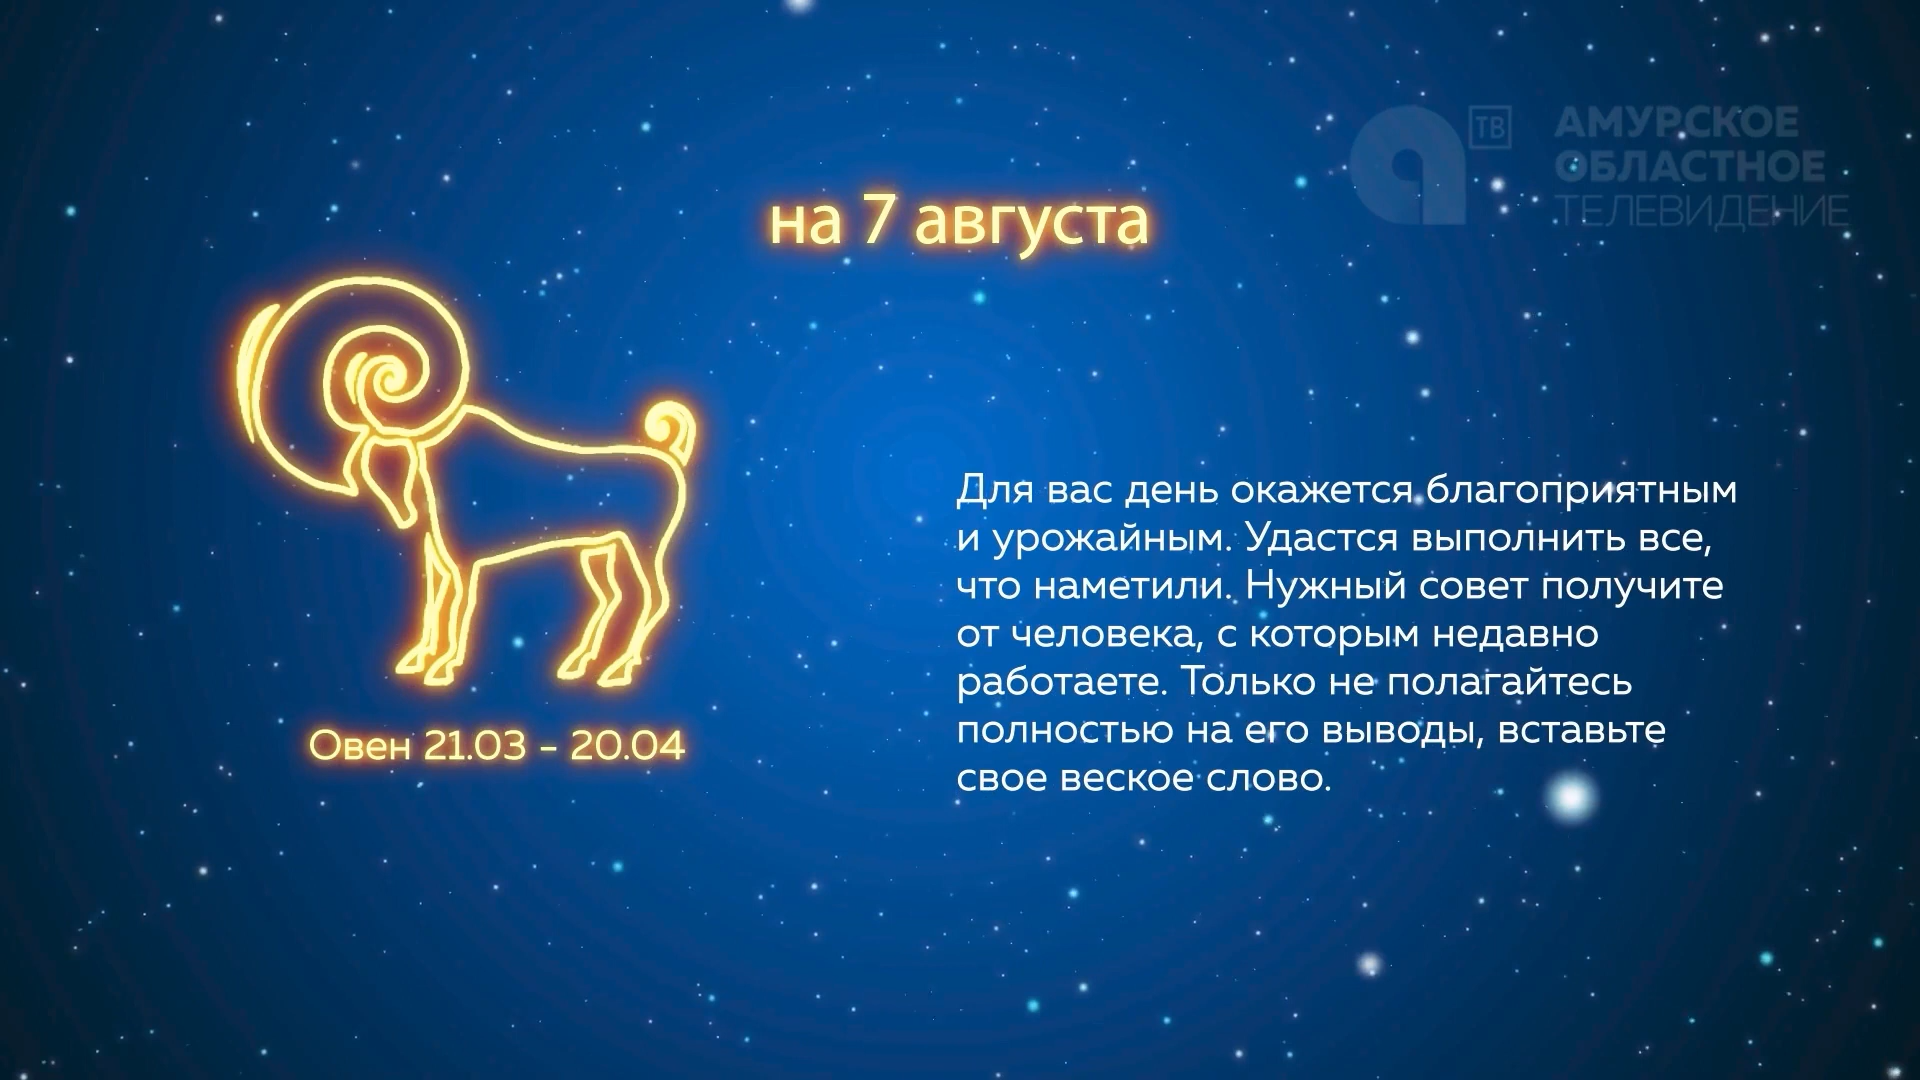 ТВ
АМУРСКОЕ
ОБЛАСТНОЕ
ТЕЛЕВИДЕНИЕ
на 7 августа
Для вас день окажется благоприятным
и урожайным. Удастся выполнить все,
что наметили. Нужный совет получите
от человека, с которым недавно
работаете. Только не полагайтесь
полностью на его выводы, вставьте
свое веское слово.
Овен 21.03 - 20.04